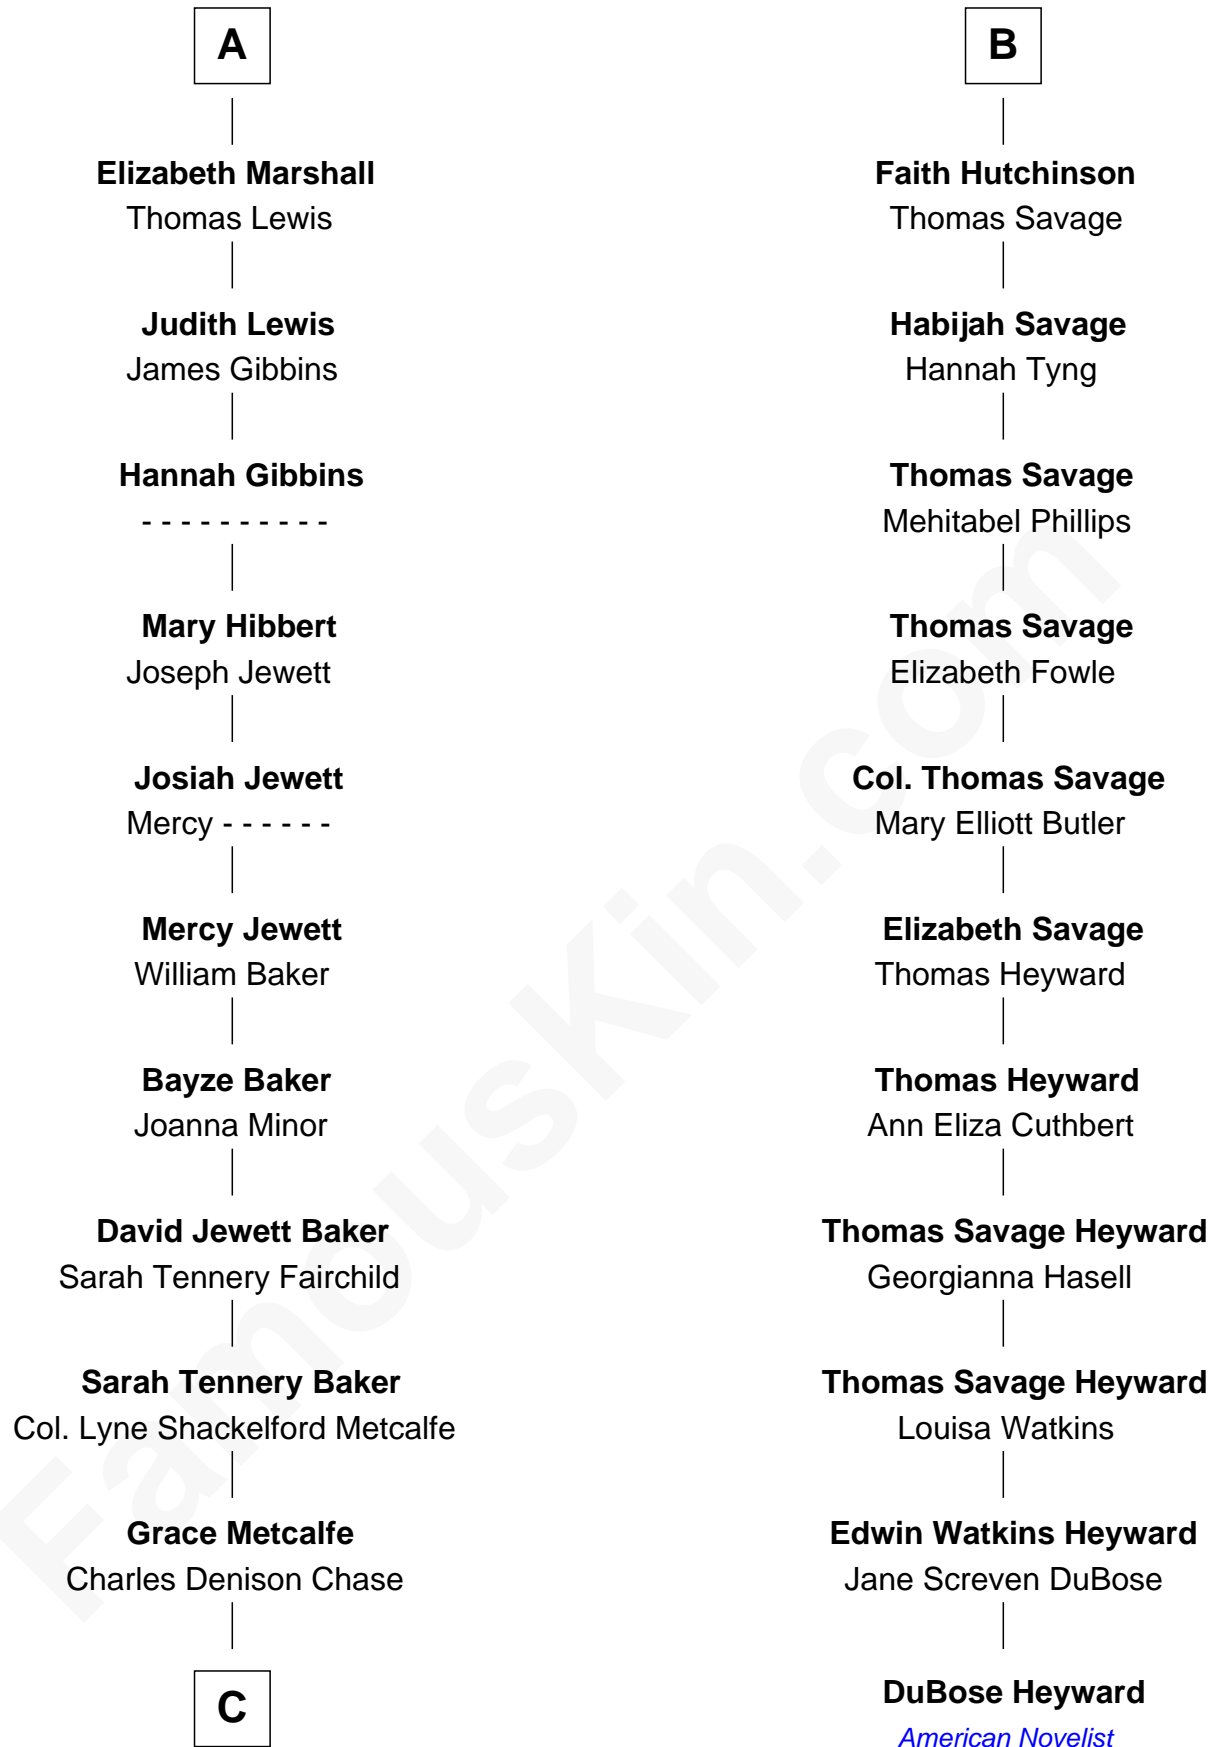 A
Elizabeth Marshall
Thomas Lewis
Judith Lewis
James Gibbins
Hannah Gibbins
- - - - - - - - - -
Mary Hibbert
Joseph Jewett
Josiah Jewett
Mercy - - - - - -
Mercy Jewett
William Baker
Bayze Baker
Joanna Minor
David Jewett Baker
Sarah Tennery Fairchild
Sarah Tennery Baker
Col. Lyne Shackelford Metcalfe
Grace Metcalfe
Charles Denison Chase
C
B
Faith Hutchinson
Thomas Savage
Habijah Savage
Hannah Tyng
Thomas Savage
Mehitabel Phillips
Thomas Savage
Elizabeth Fowle
Col. Thomas Savage
Mary Elliott Butler
Elizabeth Savage
Thomas Heyward
Thomas Heyward
Ann Eliza Cuthbert
Thomas Savage Heyward
Georgianna Hasell
Thomas Savage Heyward
Louisa Watkins
Edwin Watkins Heyward
Jane Screven DuBose
DuBose Heyward
American Novelist
FamousKin.com